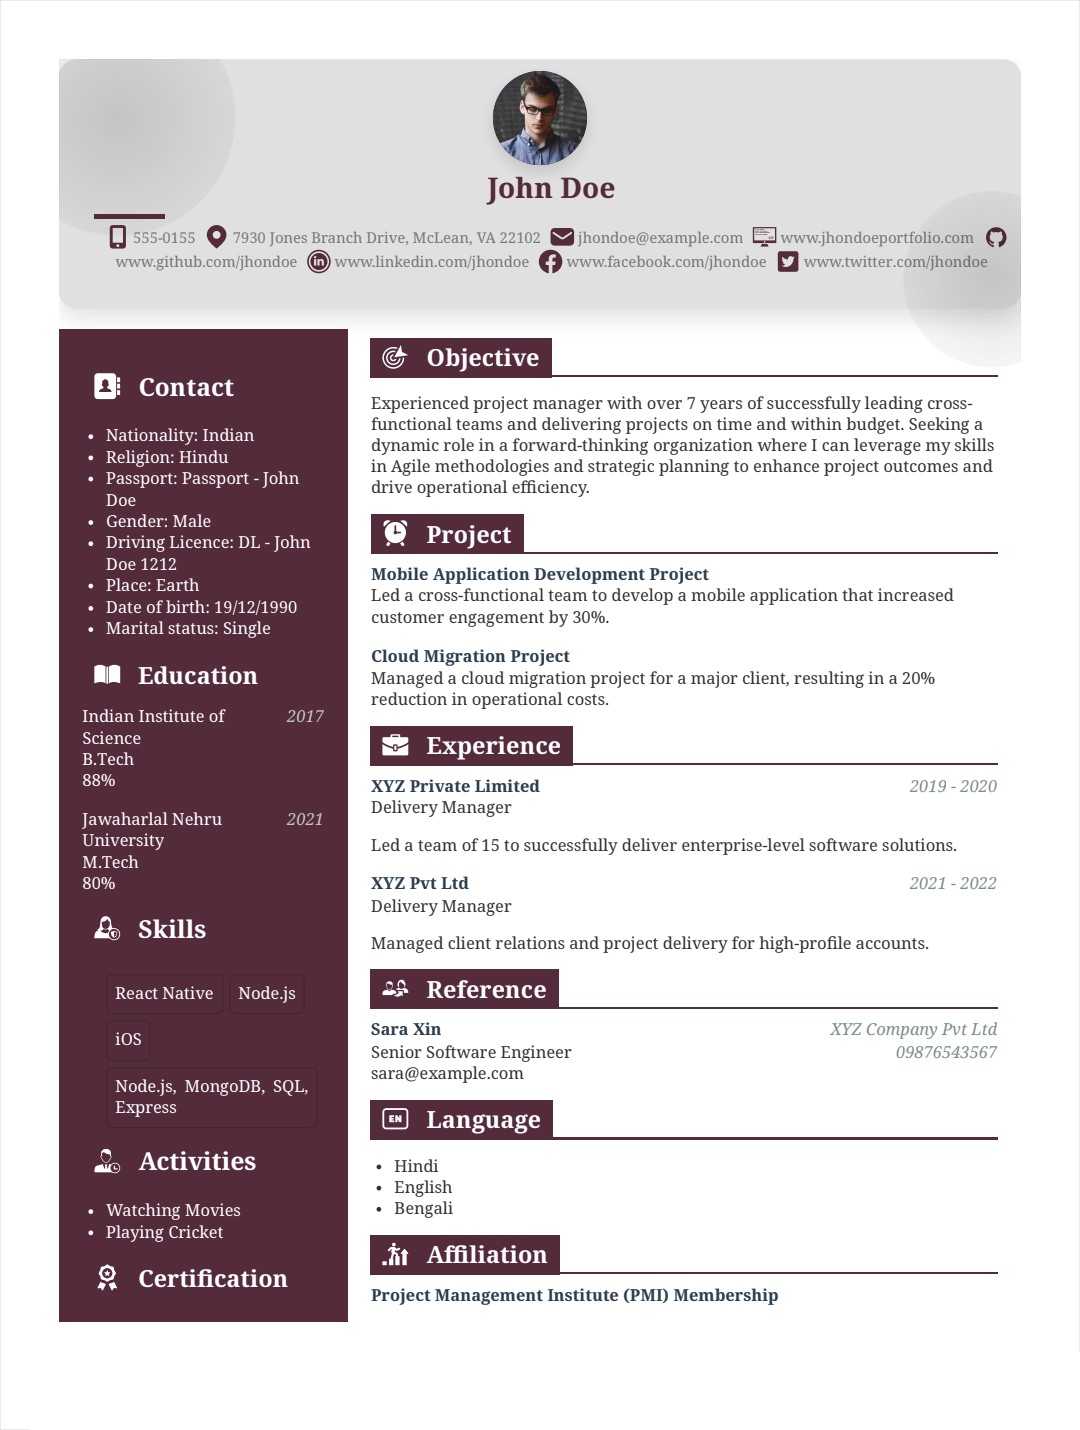 John Doe
555-0155 7930 Jones Branch Drive, McLean, VA 22102 jhondoe@example.com www.jhondoeportfolio.com
www.github.com/jhondoe www.linkedin.com/jhondoe www.facebook.com/jhondoe www.twitter.com/jhondoe
Contact
• Nationality: Indian
• Religion: Hindu
• Passport: Passport - John
Doe
• Gender: Male
• Driving Licence: DL - John
Doe 1212
• Place: Earth
• Date of birth: 19/12/1990
• Marital status: Single
Education
Indian Institute of 2017
Science
B.Tech
88%
Jawaharlal Nehru 2021
University
M.Tech
80%
Skills
React Native Node.js
iOS
Node.js, MongoDB, SQL,
Express
Activities
• Watching Movies
• Playing Cricket
Certification
Objective
Experienced project manager with over 7 years of successfully leading cross-
functional teams and delivering projects on time and within budget. Seeking a
dynamic role in a forward-thinking organization where I can leverage my skills
in Agile methodologies and strategic planning to enhance project outcomes and
drive operational efficiency.
Project
Mobile Application Development Project
Led a cross-functional team to develop a mobile application that increased
customer engagement by 30%.
Cloud Migration Project
Managed a cloud migration project for a major client, resulting in a 20%
reduction in operational costs.
Experience
XYZ Private Limited 2019 - 2020
Delivery Manager
Led a team of 15 to successfully deliver enterprise-level software solutions.
XYZ Pvt Ltd 2021 - 2022
Delivery Manager
Managed client relations and project delivery for high-profile accounts.
Reference
Sara Xin XYZ Company Pvt Ltd
Senior Software Engineer 09876543567
sara@example.com
EN Language
• Hindi
• English
• Bengali
Affiliation
Project Management Institute (PMI) Membership